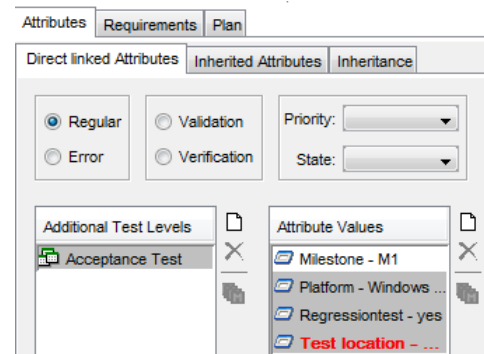 Attributes Requirements Plan
Direct linked Attributes Inherited Attributes Inheritance
Regular Validation Priority:
Error Verification State:
Additional Test Levels Attribute Values
Acceptance Test Milestone - M1
Platform - Windows ...
Regressiontest - yes
Test location - ...